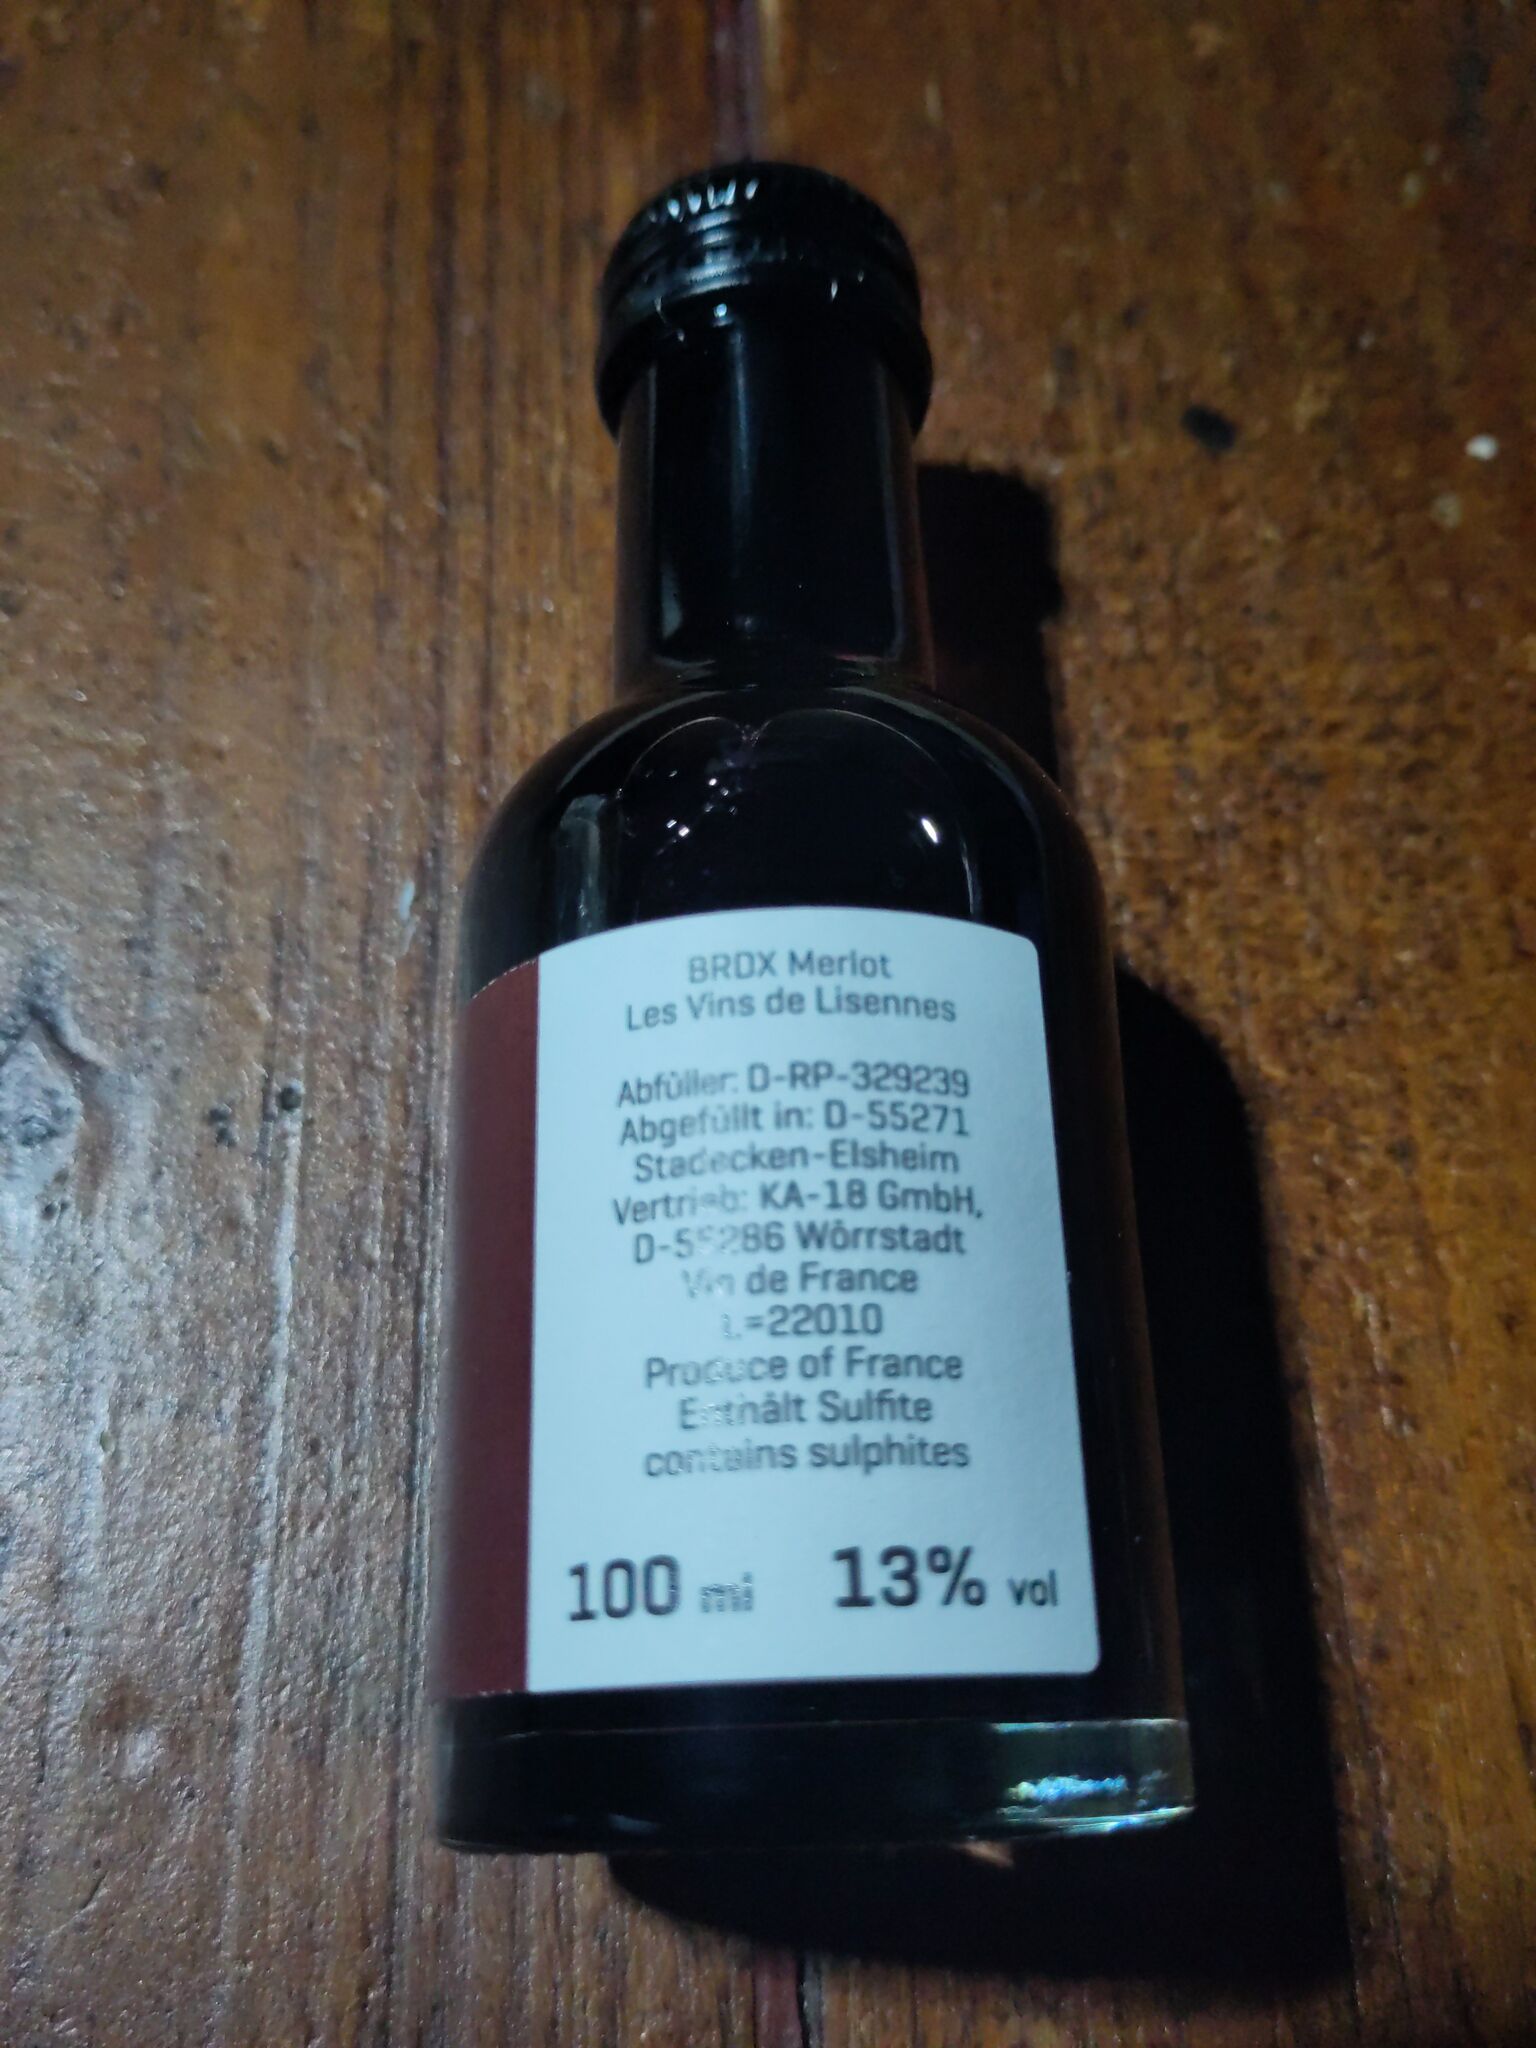 BRDX Merlot
Les Vins de Lisennes
Abfüller: D-RP-329239
Abgefüllt in: D-55271
Stadecken-Elsheim
Vertrieb: KA-18 GmbH,
D-55286 Wörrstadt
Vin de France
L=22010
Produce of France
Enthält Sulfite
contains sulphites
100 ml 13% vol